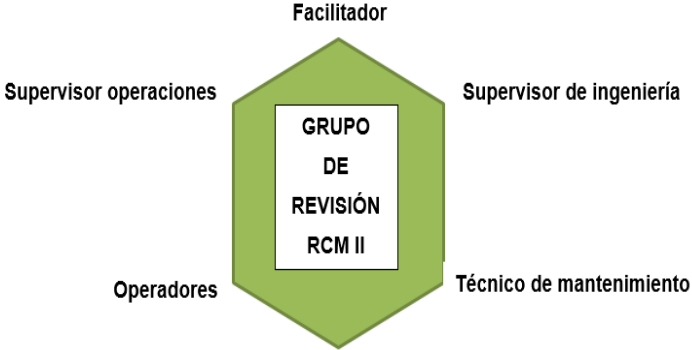 Facilitador
Supervisor operaciones
Supervisor de ingeniería
GRUPO
DE
REVISIÓN
RCM II
Operadores
Técnico de mantenimiento